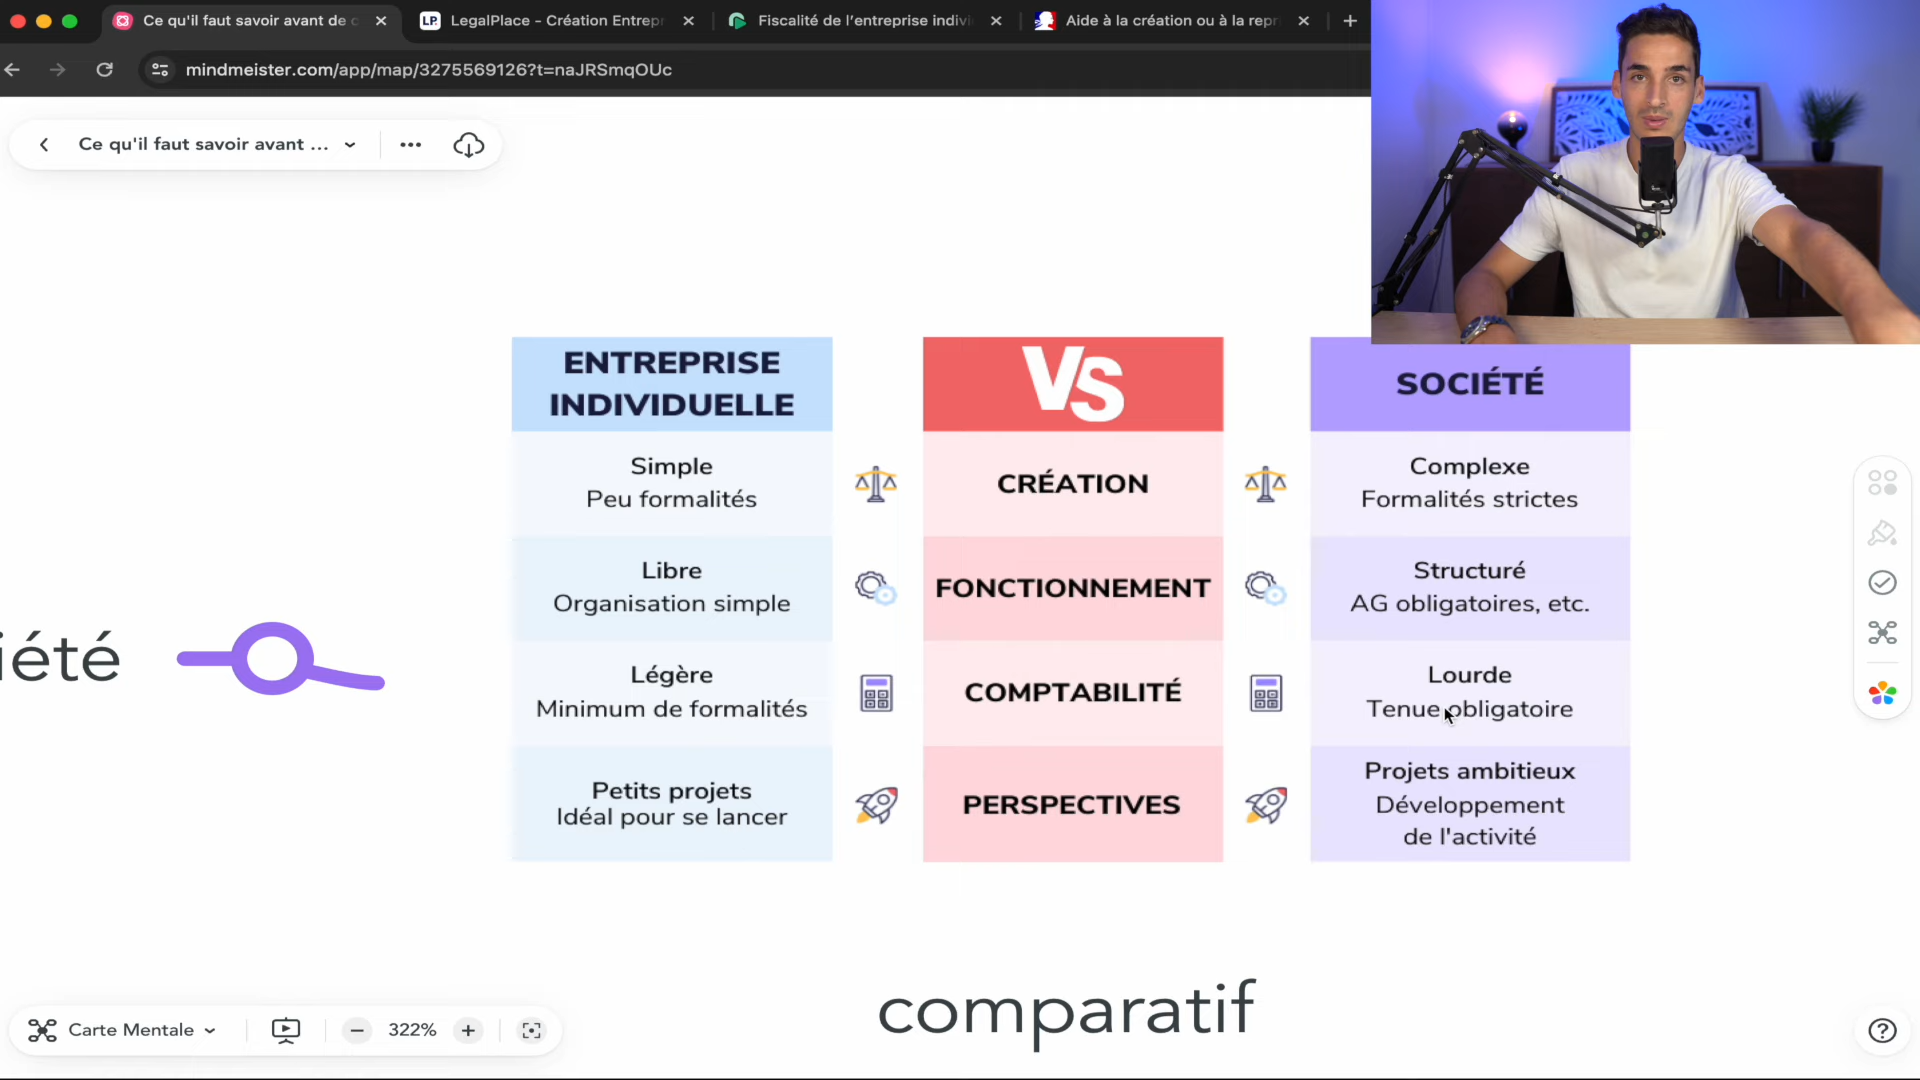 Ce qu'il faut savoir avant de c
LegalPlace - Création Entrep
Fiscalité de l'entreprise indivi
Aide à la création ou à la repr
mindmeister.com/app/map/3275569126?t=naJRSmqOUc
Ce qu'il faut savoir avant ...
ENTREPRISE
INDIVIDUELLE
VS
SOCIÉTÉ
Simple
Peu formalités
CRÉATION
Complexe
Formalités strictes
Libre
Organisation simple
FONCTIONNEMENT
Structuré
AG obligatoires, etc.
iété
Légère
Minimum de formalités
COMPTABILITÉ
Lourde
Tenue obligatoire
Petits projets
Idéal pour se lancer
PERSPECTIVES
Projets ambitieux
Développement
de l'activité
comparatif
Carte Mentale
322%